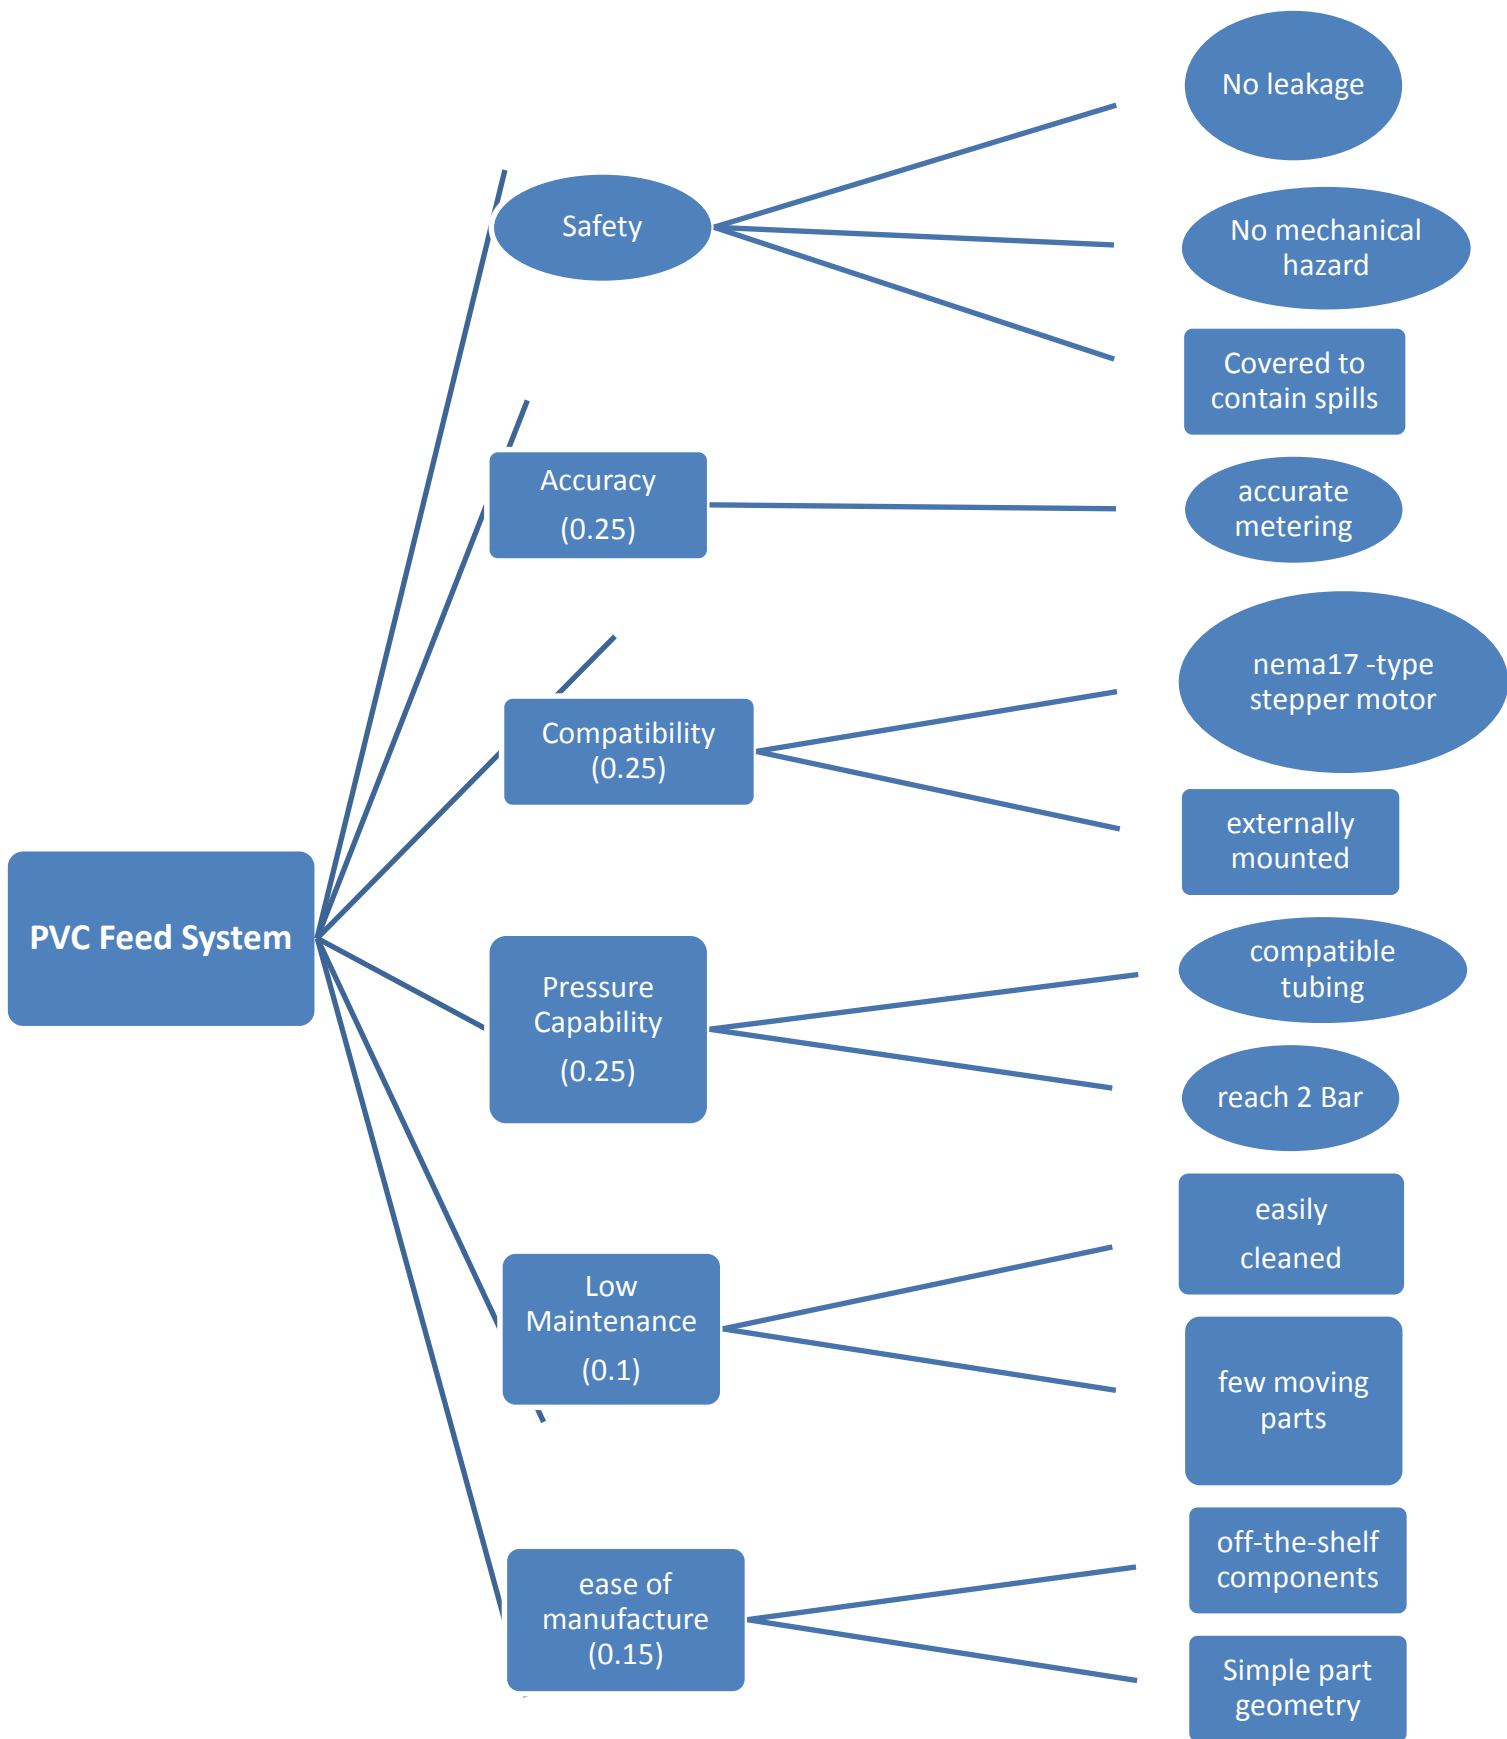 PVC Feed System
Safety
No leakage
No mechanical
hazard
Covered to
contain spills
Accuracy
(0.25)
accurate
metering
Compatibility
(0.25)
nema17 -type
stepper motor
externally
mounted
Pressure
Capability
(0.25)
compatible
tubing
reach 2 Bar
Low
Maintenance
(0.1)
easily
cleaned
few moving
parts
ease of
manufacture
(0.15)
off-the-shelf
components
Simple part
geometry